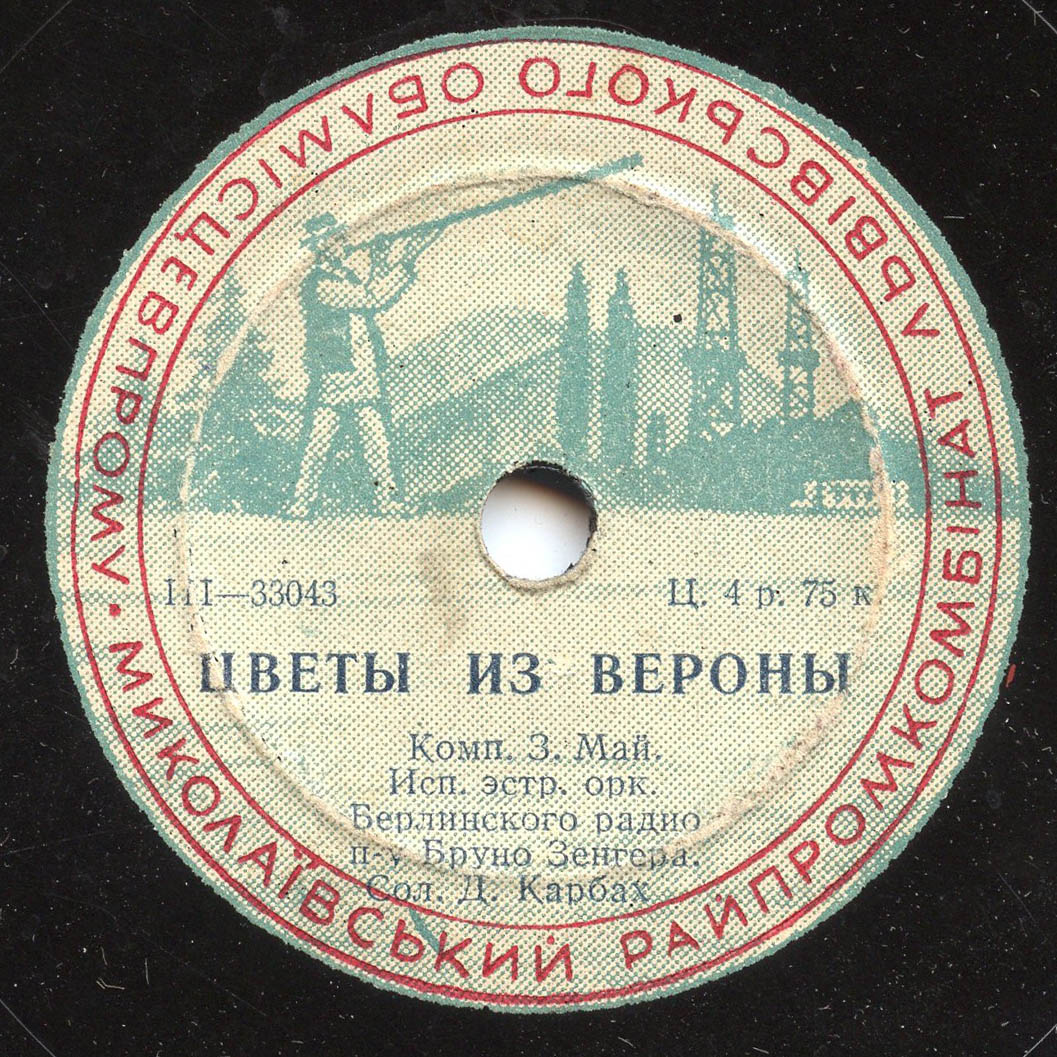 МИКОЛАЇВСЬКИЙ РАЙПРОМКОМБІНАТ ЛЬВІВСЬКОГО ОБЛМІСЦЕВПРОМУ •
III—33043
Ц. 4 р. 75 к
ЦВЕТЫ ИЗ ВЕРОНЫ
Комп. З. Май.
Исп. эстр. орк.
Берлинского радио
п-у Бруно Зенгера.
Сол. Д. Карбах